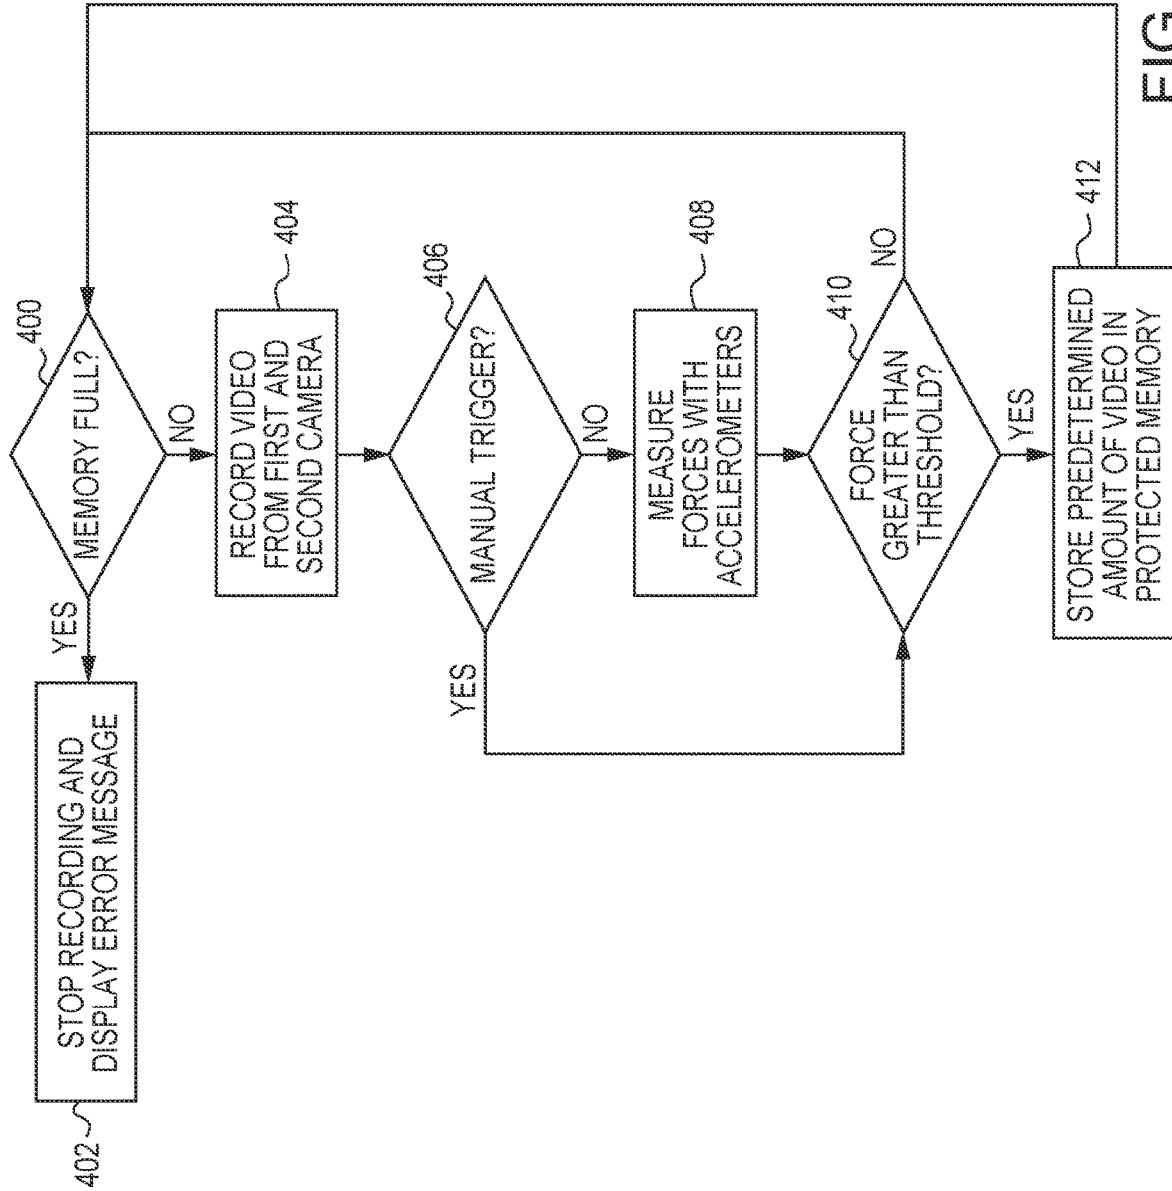 400
MEMORY FULL?
YES
STOP RECORDING AND
DISPLAY ERROR MESSAGE
402
NO
RECORD VIDEO
FROM FIRST AND
SECOND CAMERA
404
MANUAL TRIGGER?
406
YES
NO
MEASURE
FORCES WITH
ACCELEROMETERS
408
FORCE
GREATER THAN
THRESHOLD?
410
NO
YES
STORE PREDETERMINED
AMOUNT OF VIDEO IN
PROTECTED MEMORY
412
FIG